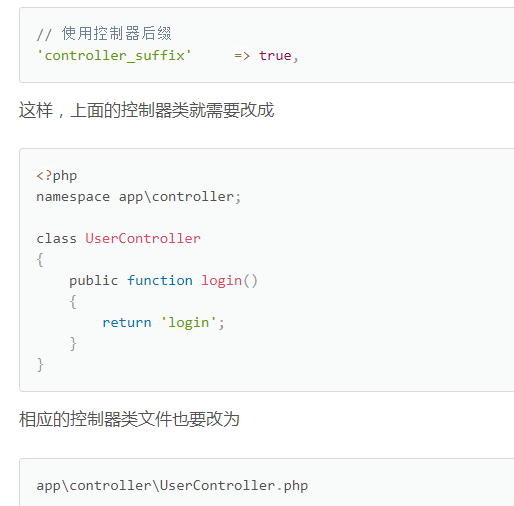 // 使用控制器后缀
'controller_suffix'     => true,
这样，上面的控制器类就需要改成
<?php
namespace app\controller;
class UserController
{
    public function login()
    {
        return 'login';
    }
}
相应的控制器类文件也要改为
app\controller\UserController.php